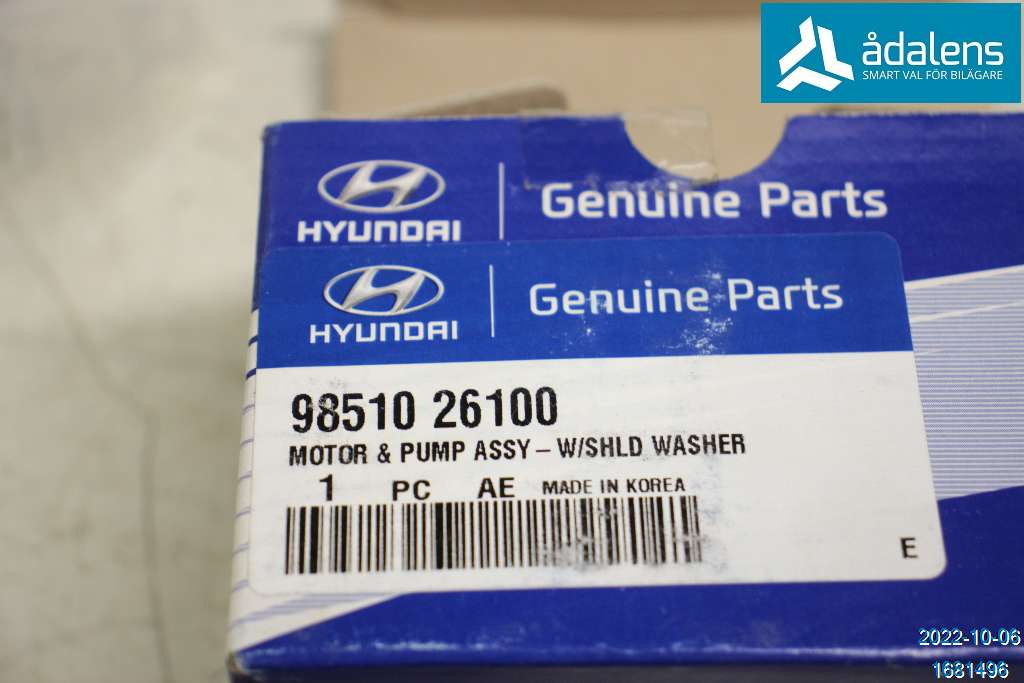 ådalens
SMART VAL FÖR BILÄGARE
HYUNDAI
Genuine Parts
HYUNDAI
Genuine Parts
98510 26100
MOTOR & PUMP ASSY – W/SHLD WASHER
1 PC AE MADE IN KOREA
E
2022-10-06
1681496